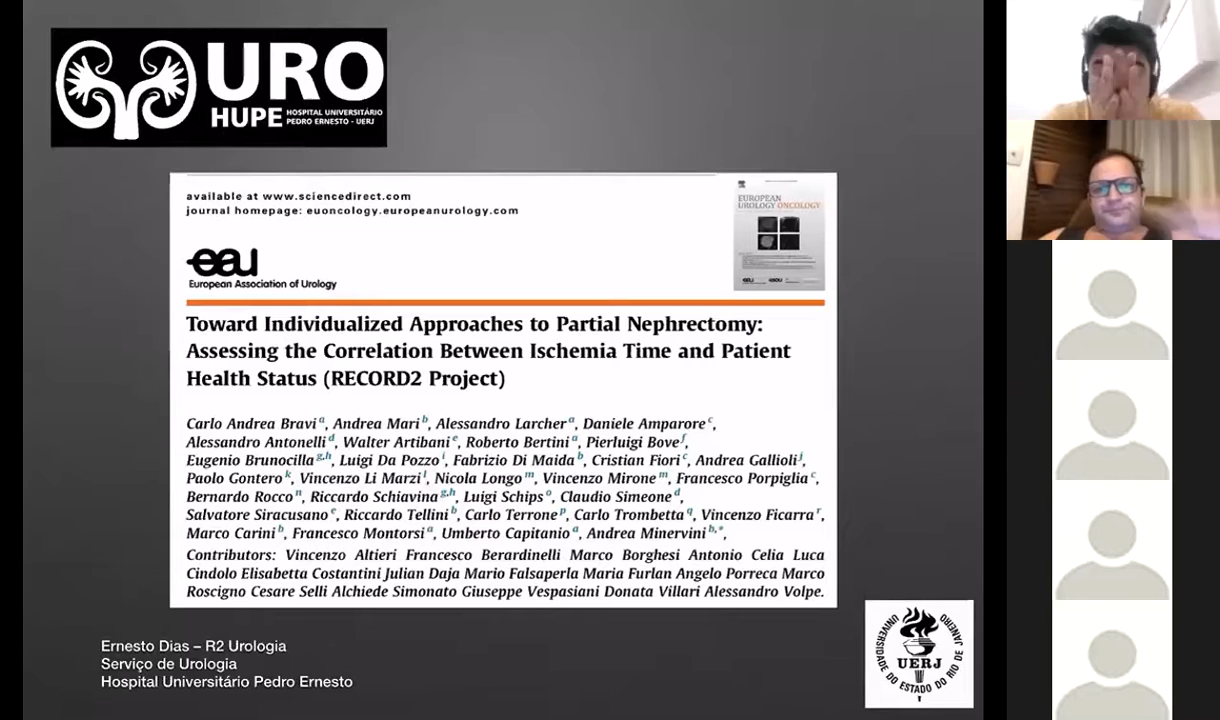 URO
HUPE HOSPITAL UNIVERSITÁRIO
PEDRO ERNESTO - UERJ
available at www.sciencedirect.com
journal homepage: euoncology.europeanurology.com
EUROPEAN
UROLOGY ONCOLOGY
eau
European Association of Urology
Toward Individualized Approaches to Partial Nephrectomy:
Assessing the Correlation Between Ischemia Time and Patient
Health Status (RECORD2 Project)
Carlo Andrea Bravi a, Andrea Mari b, Alessandro Larcher a, Daniele Amparore c,
Alessandro Antonelli d, Walter Artibani e, Roberto Bertini a, Pierluigi Bove f,
Eugenio Brunocilla g,h, Luigi Da Pozzo i, Fabrizio Di Maida b, Cristian Fiori c, Andrea Gallioli j,
Paolo Gontero k, Vincenzo Li Marzi l, Nicola Longo m, Vincenzo Mirone m, Francesco Porpiglia c,
Bernardo Rocco n, Riccardo Schiavina g,h, Luigi Schips o, Claudio Simeone d,
Salvatore Siracusano e, Riccardo Tellini b, Carlo Terrone p, Carlo Trombetta q, Vincenzo Ficarra r,
Marco Carini b, Francesco Montorsi a, Umberto Capitanio a, Andrea Minervini b,*,
Contributors: Vincenzo Altieri Francesco Berardinelli Marco Borghesi Antonio Celia Luca
Cindolo Elisabetta Costantini Julian Daja Mario Falsaperla Maria Furlan Angelo Porreca Marco
Roscigno Cesare Selli Alchiede Simonato Giuseppe Vespasiani Donata Villari Alessandro Volpe.
Ernesto Dias – R2 Urologia
Serviço de Urologia
Hospital Universitário Pedro Ernesto
UNIVERSIDADE DO ESTADO DO RIO DE JANEIRO
UERJ